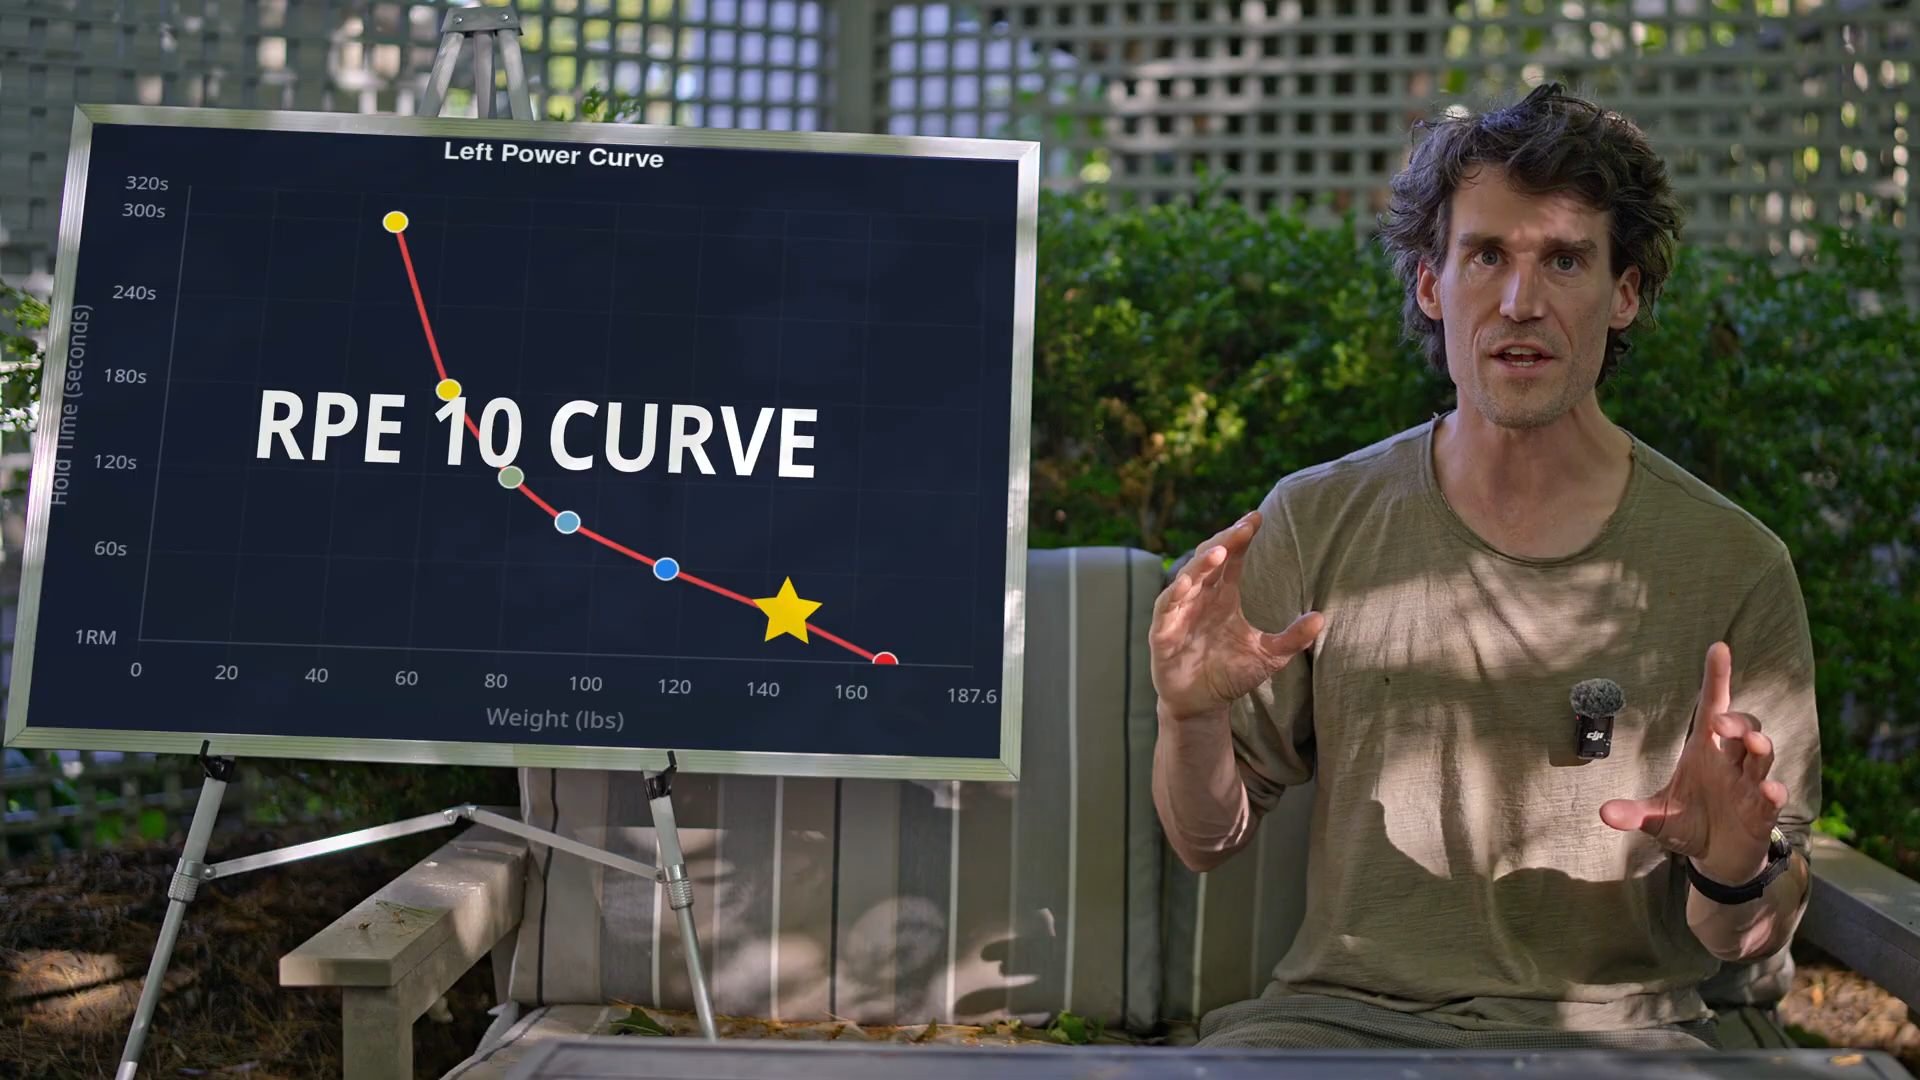 Left Power Curve
320s
300s
240s
180s
120s
60s
1RM
Hold Time (seconds)
RPE 10 CURVE
0 20 40 60 80 100 120 140 160 187.6
Weight (lbs)
dji